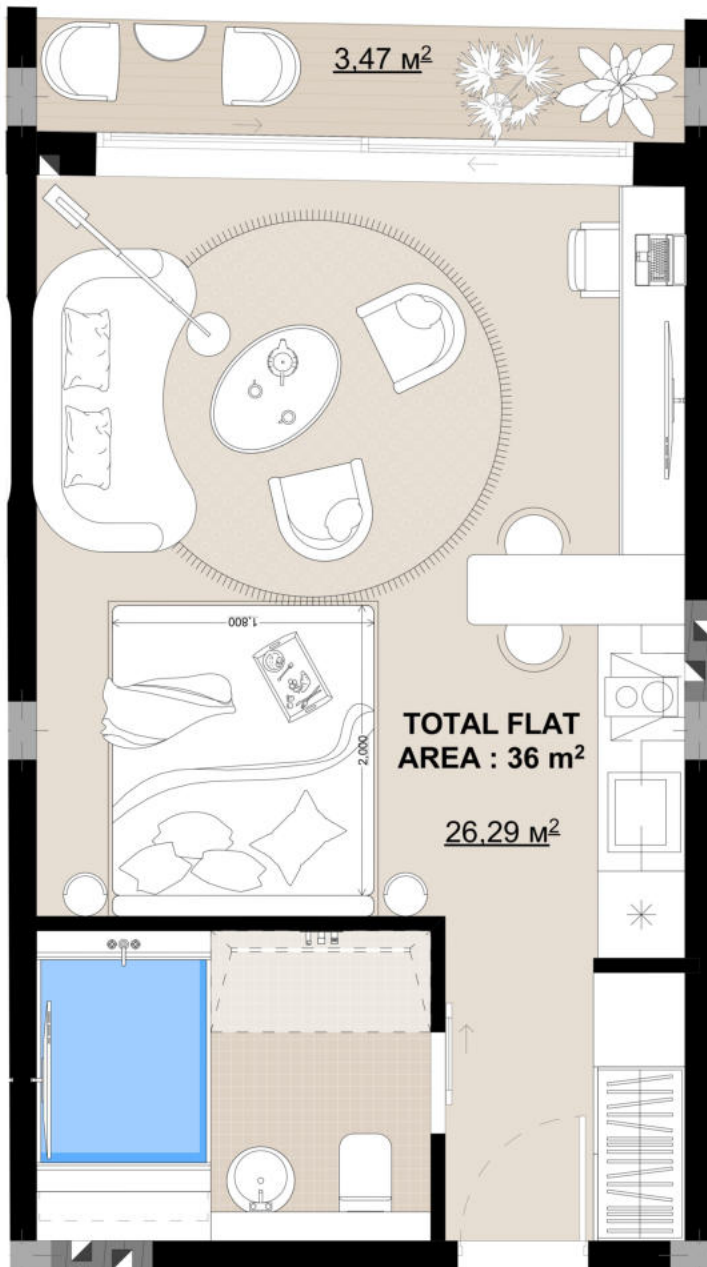 3,47 м²
1,800
2,000
TOTAL FLAT
AREA : 36 m²
26,29 м²